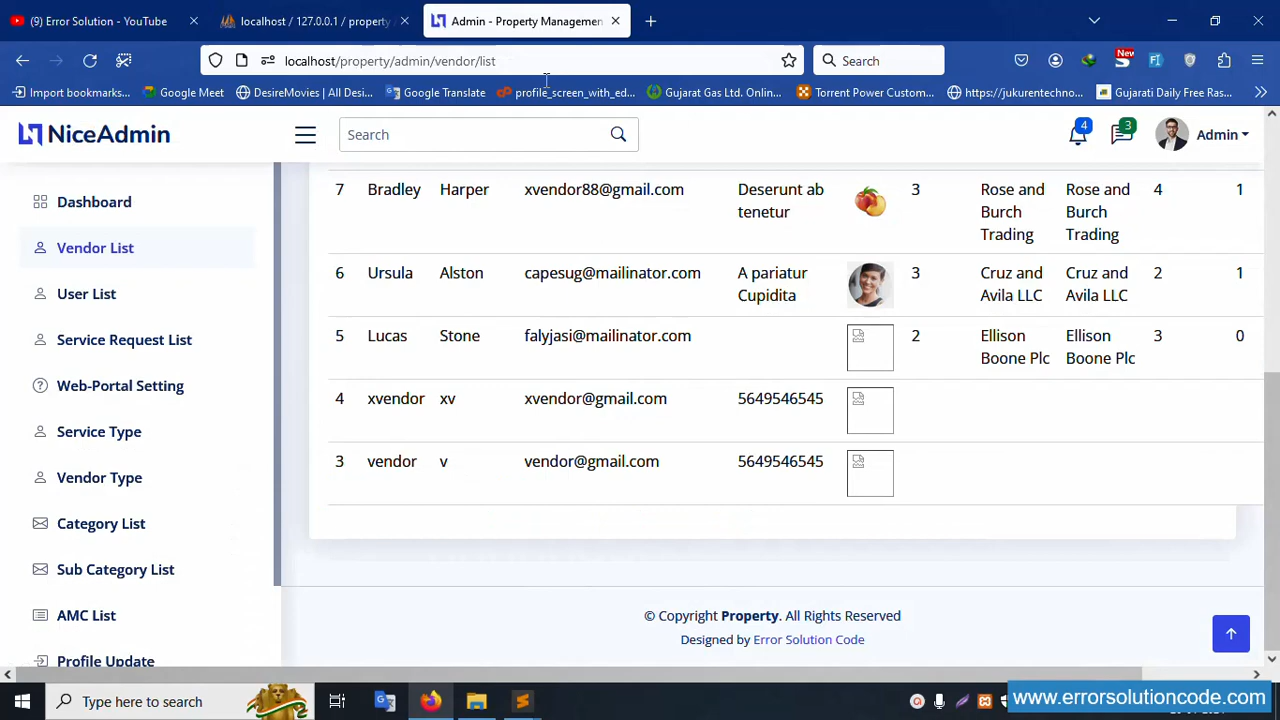 (9) Error Solution - YouTube
localhost / 127.0.0.1 / property
Admin - Property Managemen
localhost/property/admin/vendor/list
Search
New
Import bookmarks...
Google Meet
DesireMovies | All Desi...
Google Translate
profile_screen_with_ed...
Gujarat Gas Ltd. Onlin...
Torrent Power Custom...
https://jukurentechno...
Gujarati Daily Free Ras...
NiceAdmin
Search
4
3
Admin
Dashboard
Vendor List
User List
Service Request List
Web-Portal Setting
Service Type
Vendor Type
Category List
Sub Category List
AMC List
Profile Update
7 Bradley Harper xvendor88@gmail.com Deserunt ab tenetur 3 Rose and Burch Trading Rose and Burch Trading 4 1
6 Ursula Alston capesug@mailinator.com A pariatur Cupidita 3 Cruz and Avila LLC Cruz and Avila LLC 2 1
5 Lucas Stone falyjasi@mailinator.com 2 Ellison Boone Plc Ellison Boone Plc 3 0
4 xvendor xv xvendor@gmail.com 5649546545
3 vendor v vendor@gmail.com 5649546545
© Copyright Property. All Rights Reserved
Designed by Error Solution Code
Type here to search
www.errorsolutioncode.com